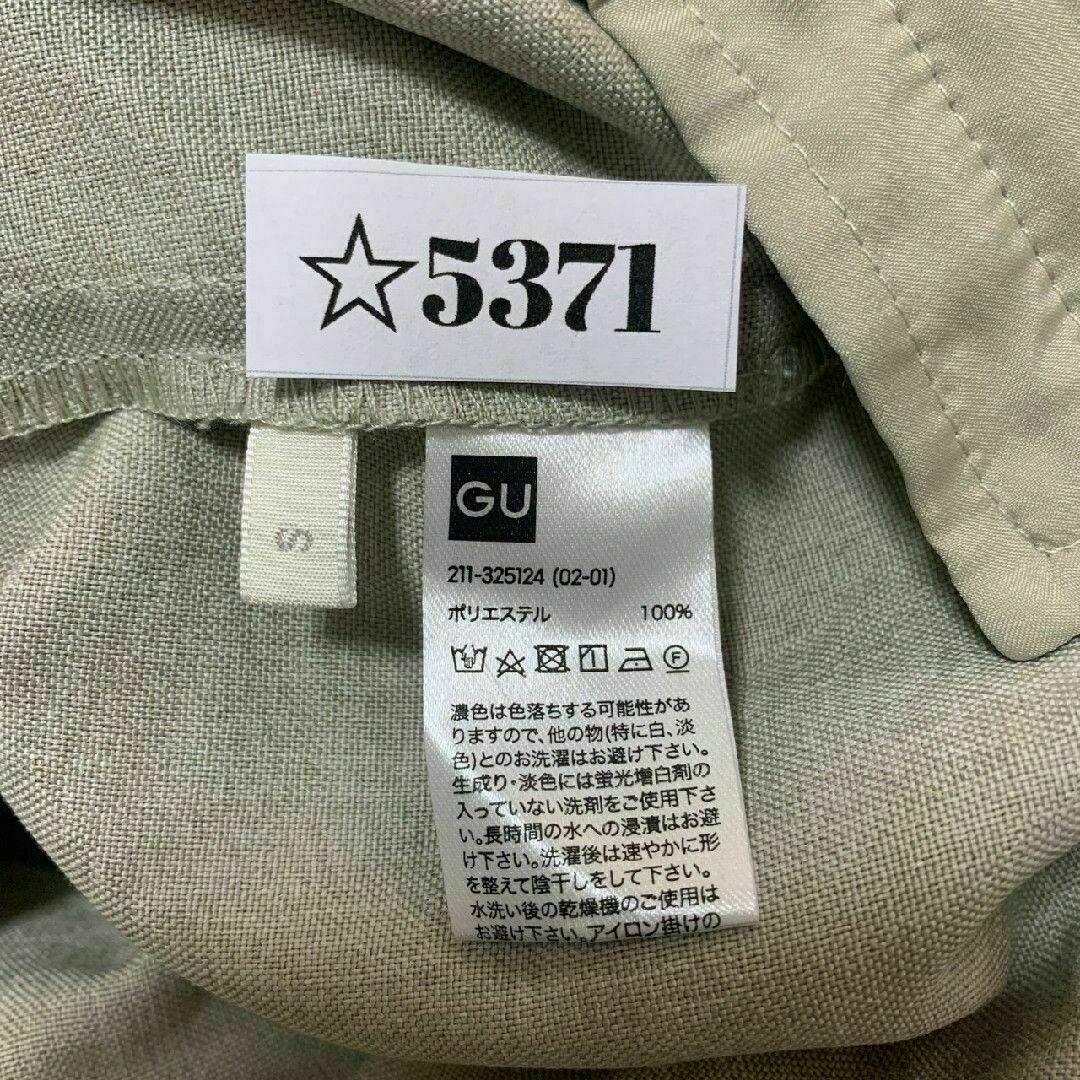 ☆5371
S
GU
211-325124 (02-01)
ポリエステル 100%
濃色は色落ちする可能性があ
りますので、他の物(特に白、淡
色)とのお洗濯はお避け下さい。
生成り・淡色には蛍光増白剤の
入っていない洗剤をご使用下さ
い。長時間の水への浸漬はお避
け下さい。洗濯後は速やかに形
を整えて陰干しをして下さい。
水洗い後の乾燥機のご使用は
お避け下さい。アイロン掛けの